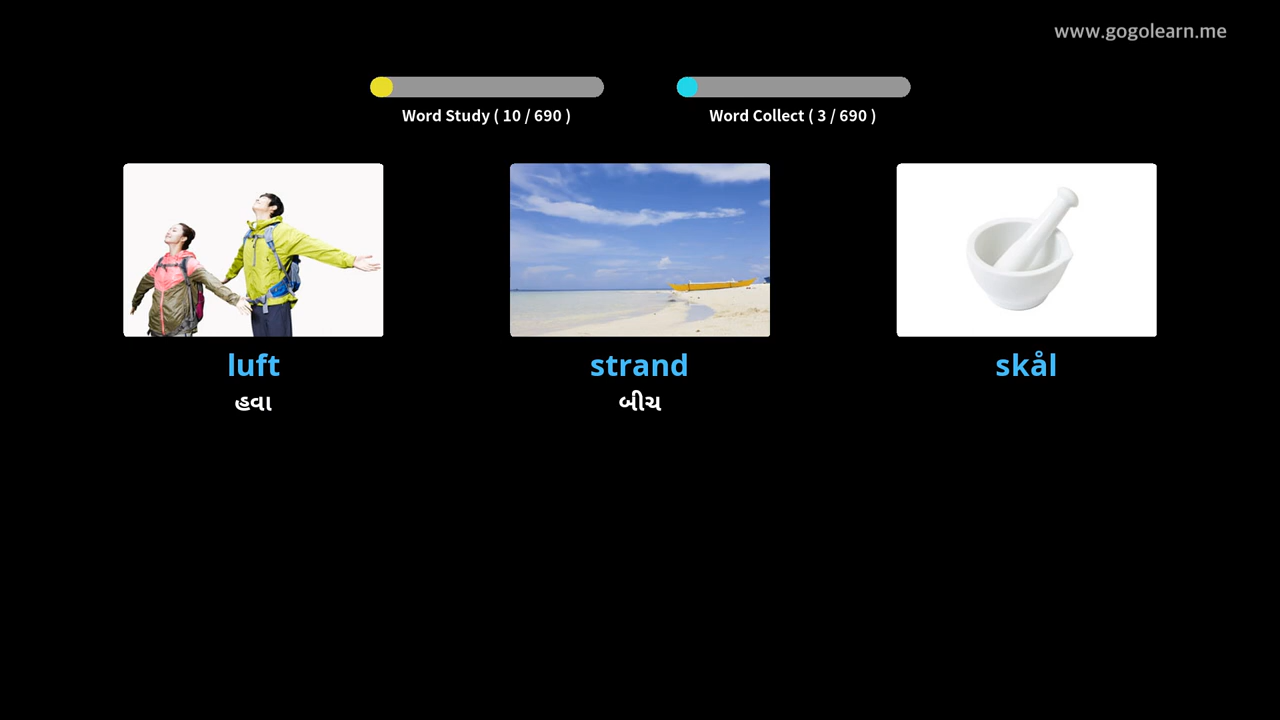 www.gogolearn.me
Word Study ( 10 / 690 )
Word Collect ( 3 / 690 )
luft
strand
skål
હવા
બીચ